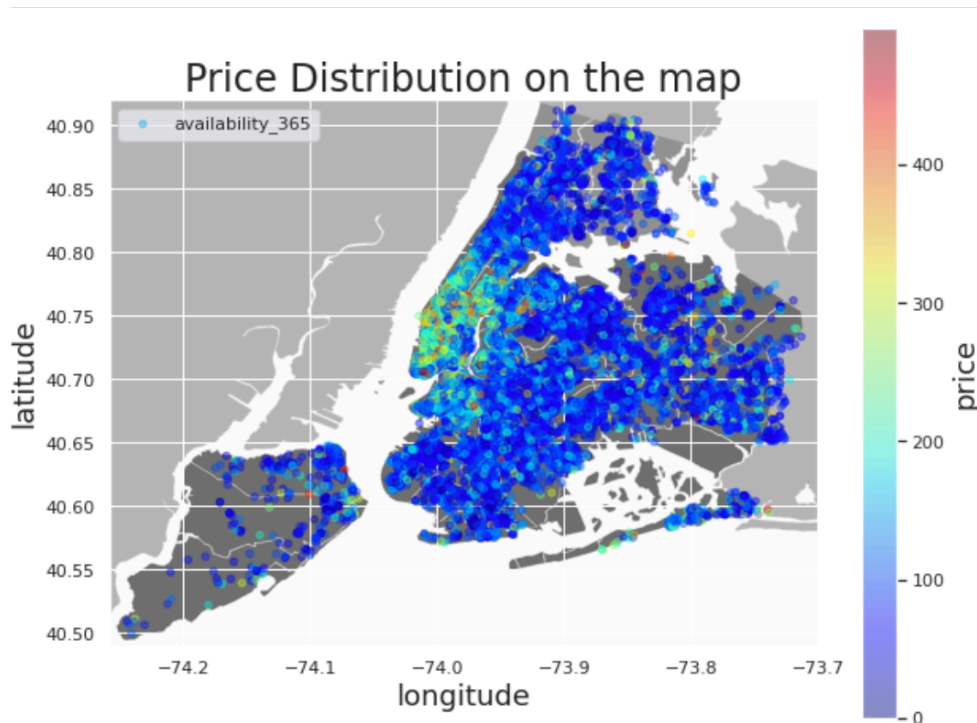 Price Distribution on the map
availability_365
40.90
40.85
40.80
40.75
40.70
40.65
40.60
40.55
40.50
latitude
−74.2 −74.1 −74.0 −73.9 −73.8 −73.7
longitude
400
300
200
100
0
price